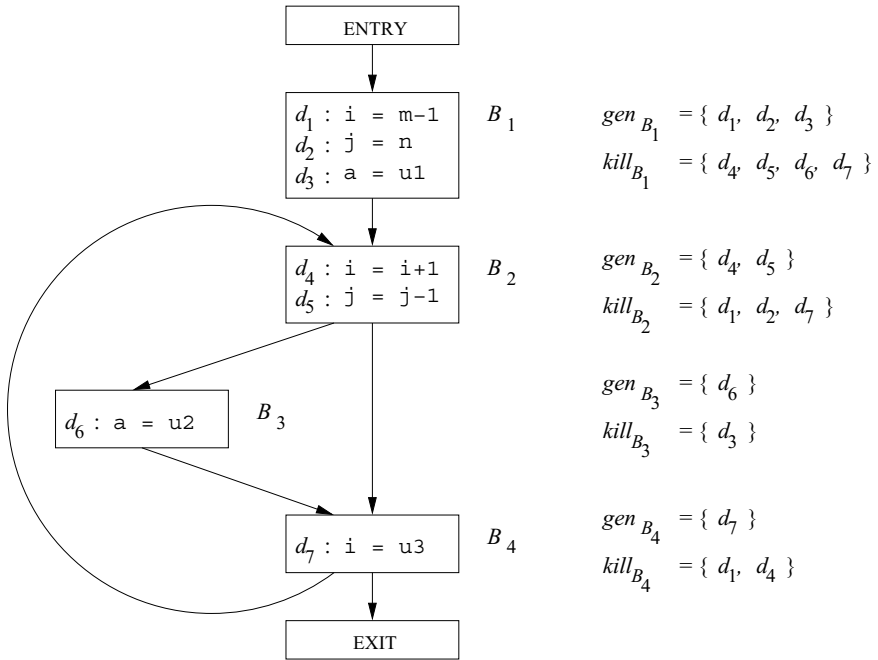 ENTRY
d1 : i = m-1
d2 : j = n
d3 : a = u1
B1
gen B1 = { d1, d2, d3 }
kill B1 = { d4, d5, d6, d7 }
d4 : i = i+1
d5 : j = j-1
B2
gen B2 = { d4, d5 }
kill B2 = { d1, d2, d7 }
d6 : a = u2
B3
gen B3 = { d6 }
kill B3 = { d3 }
d7 : i = u3
B4
gen B4 = { d7 }
kill B4 = { d1, d4 }
EXIT